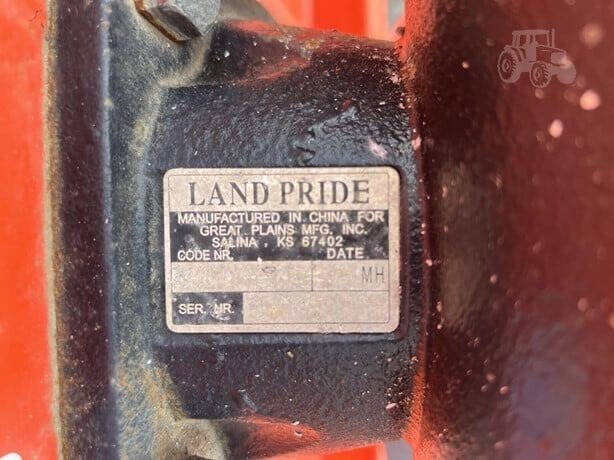 LAND PRIDE
MANUFACTURED IN CHINA FOR
GREAT PLAINS MFG. INC.
SALINA , KS 67402
CODE NR. DATE
MH
SER. NR.